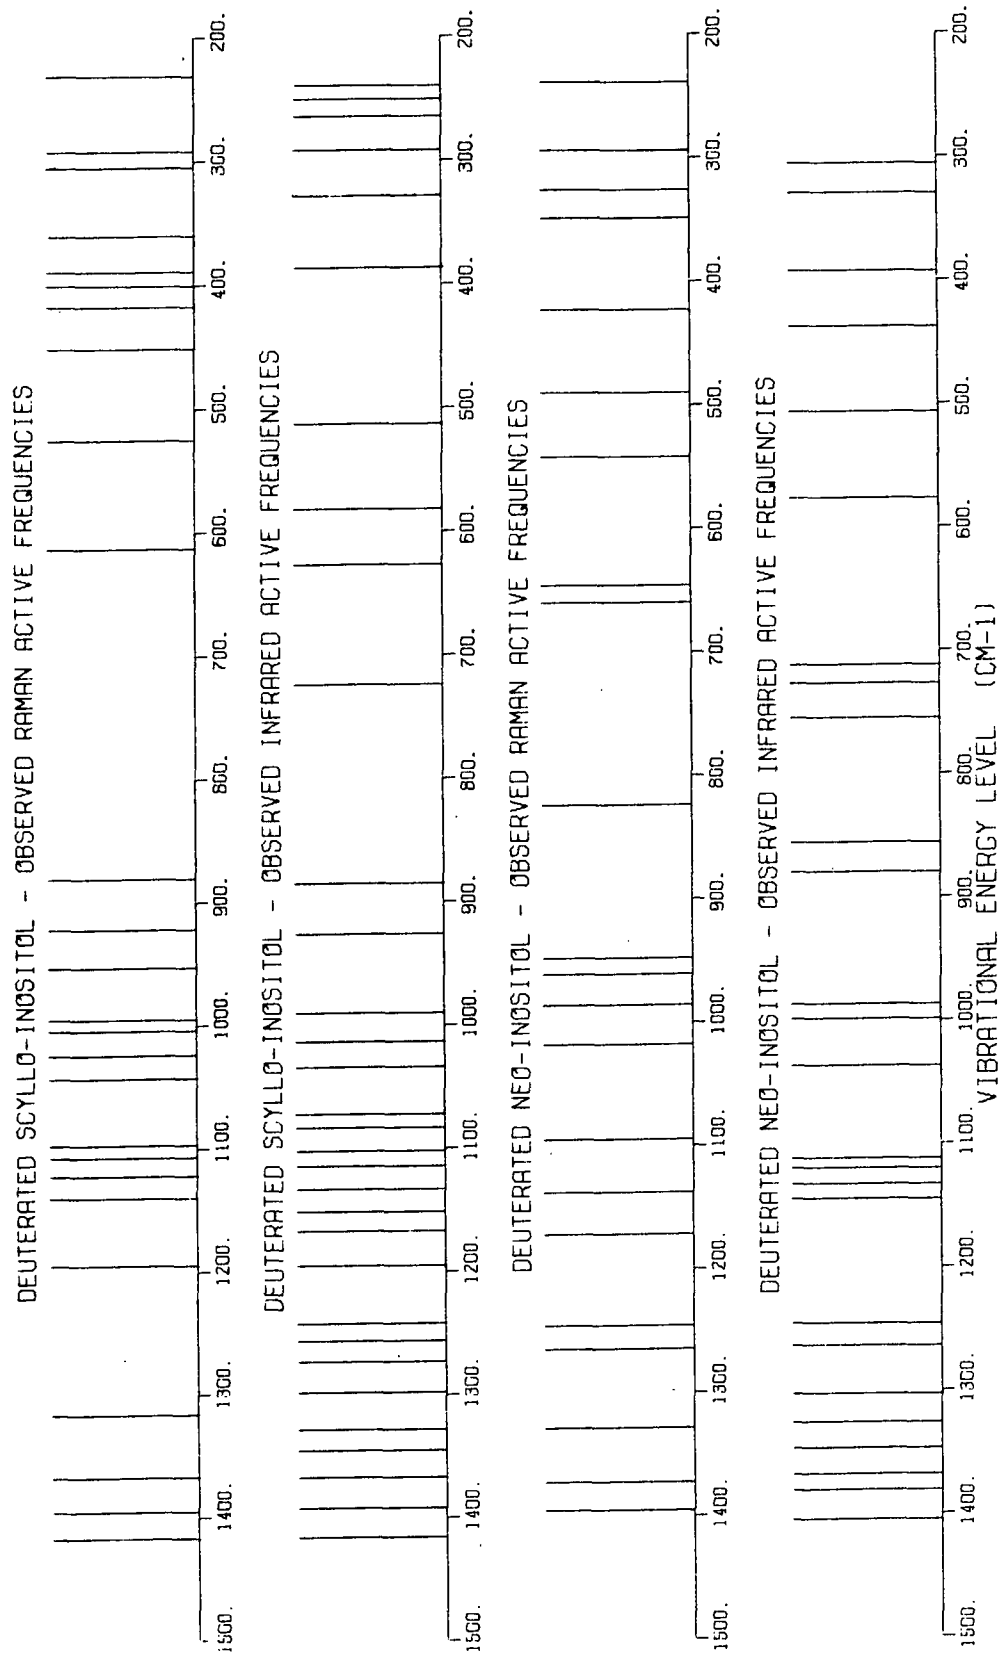 DEUTERATED SCYLLO-INOSITOL - OBSERVED RAMAN ACTIVE FREQUENCIES
1500. 1400. 1300. 1200. 1100. 1000. 900. 800. 700. 600. 500. 400. 300. 200.
DEUTERATED SCYLLO-INOSITOL - OBSERVED INFRARED ACTIVE FREQUENCIES
1500. 1400. 1300. 1200. 1100. 1000. 900. 800. 700. 600. 500. 400. 300. 200.
DEUTERATED NEO-INOSITOL - OBSERVED RAMAN ACTIVE FREQUENCIES
1500. 1400. 1300. 1200. 1100. 1000. 900. 800. 700. 600. 500. 400. 300. 200.
DEUTERATED NEO-INOSITOL - OBSERVED INFRARED ACTIVE FREQUENCIES
1500. 1400. 1300. 1200. 1100. 1000. 900. 800. 700. 600. 500. 400. 300. 200.
VIBRATIONAL ENERGY LEVEL (CM-1)